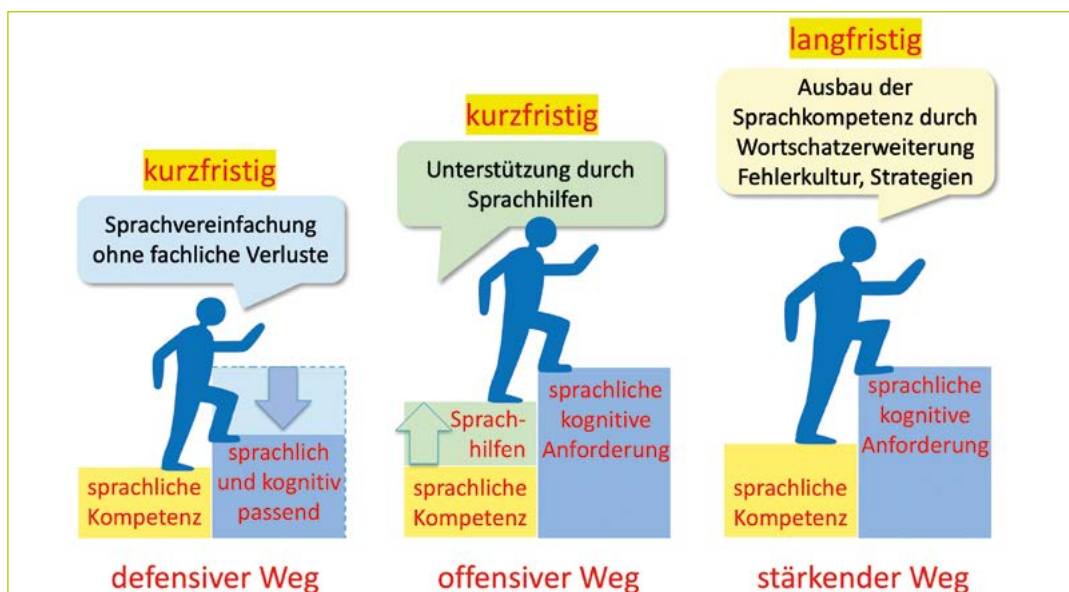 kurzfristig
Sprachvereinfachung
ohne fachliche Verluste
sprachliche
Kompetenz
sprachlich
und kognitiv
passend
defensiver Weg
kurzfristig
Unterstützung durch
Sprachhilfen
Sprach-
hilfen
sprachliche
Kompetenz
sprachliche
kognitive
Anforderung
offensiver Weg
langfristig
Ausbau der
Sprachkompetenz durch
Wortschatzerweiterung
Fehlerkultur, Strategien
sprachliche
Kompetenz
sprachliche
kognitive
Anforderung
stärkender Weg